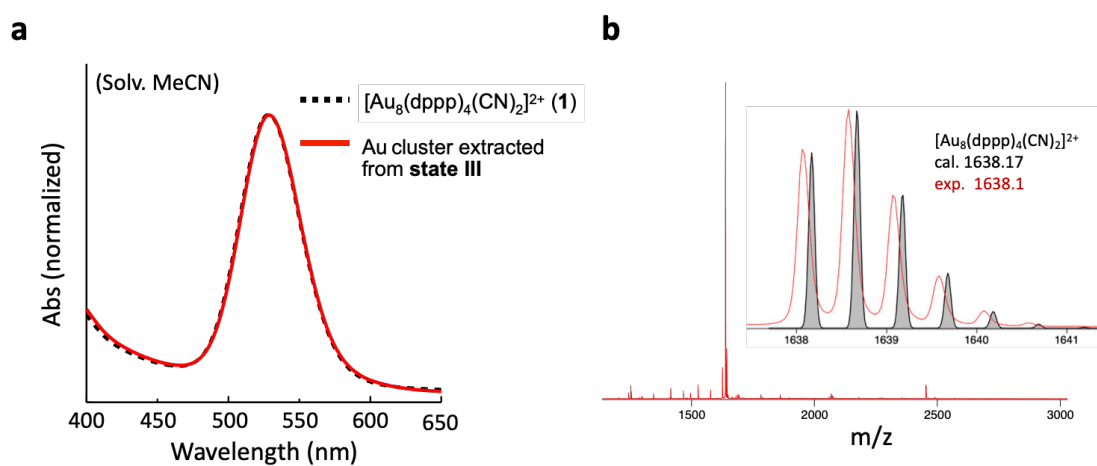 a
(Solv. MeCN)
[Au₈(dppp)₄(CN)₂]²⁺ (1)
Au cluster extracted
from state III
Abs (normalized)
400 450 500 550 600 650
Wavelength (nm)
b
[Au₈(dppp)₄(CN)₂]²⁺
cal. 1638.17
exp. 1638.1
1638 1639 1640 1641
1500 2000 2500 3000
m/z